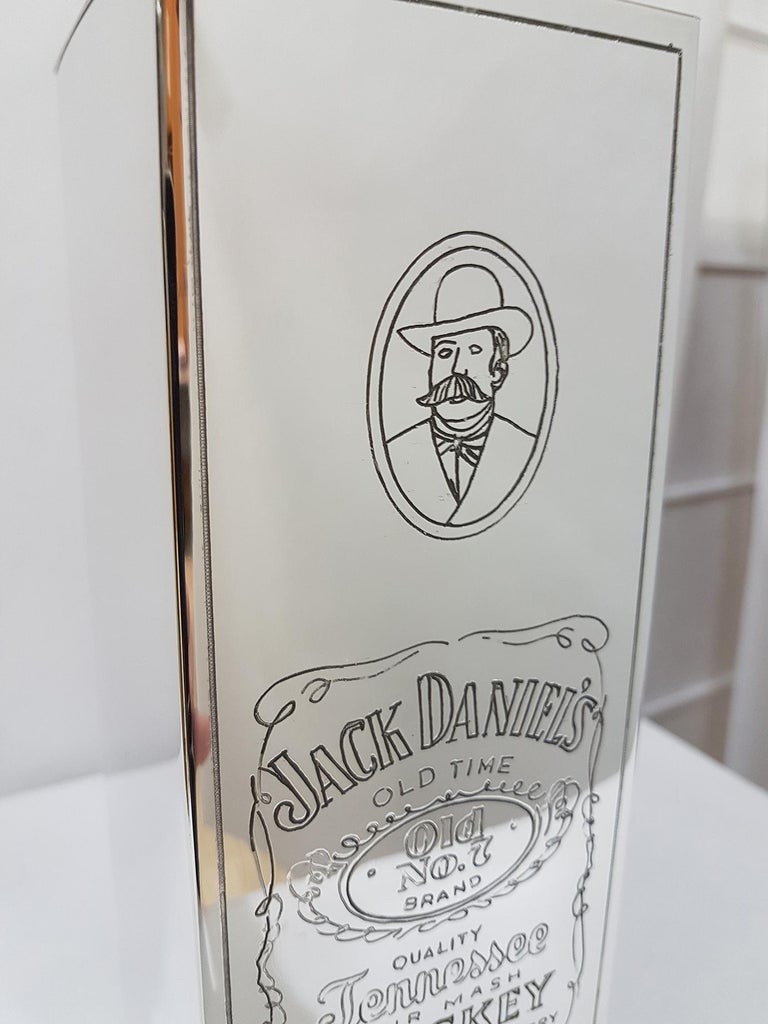 JACK DANIEL'S
OLD TIME
Old
NO.7
BRAND
QUALITY
Tennessee
MASH